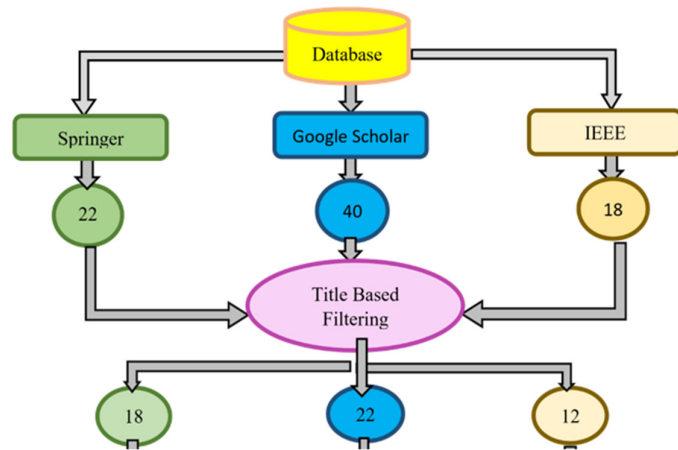 Database
Springer
Google Scholar
IEEE
22
40
18
Title Based
Filtering
18
22
12